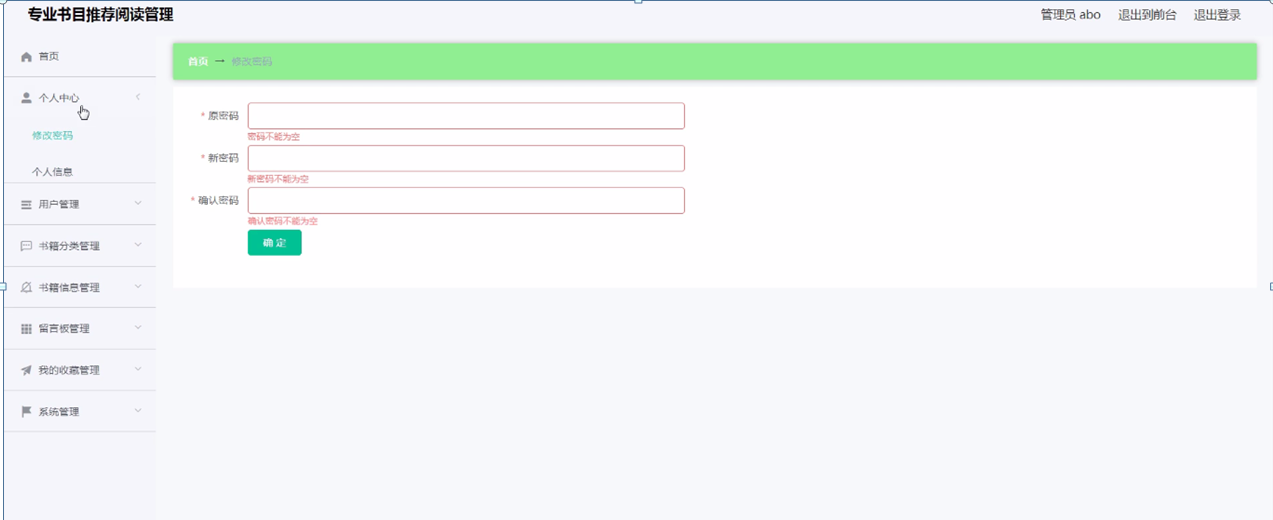 专业书目推荐阅读管理
管理员 abo 退出到前台 退出登录
首页
个人中心
修改密码
个人信息
用户管理
书籍分类管理
书籍信息管理
留言板管理
我的收藏管理
系统管理
首页 → 修改密码
* 原密码
密码不能为空
* 新密码
新密码不能为空
* 确认密码
确认密码不能为空
确 定